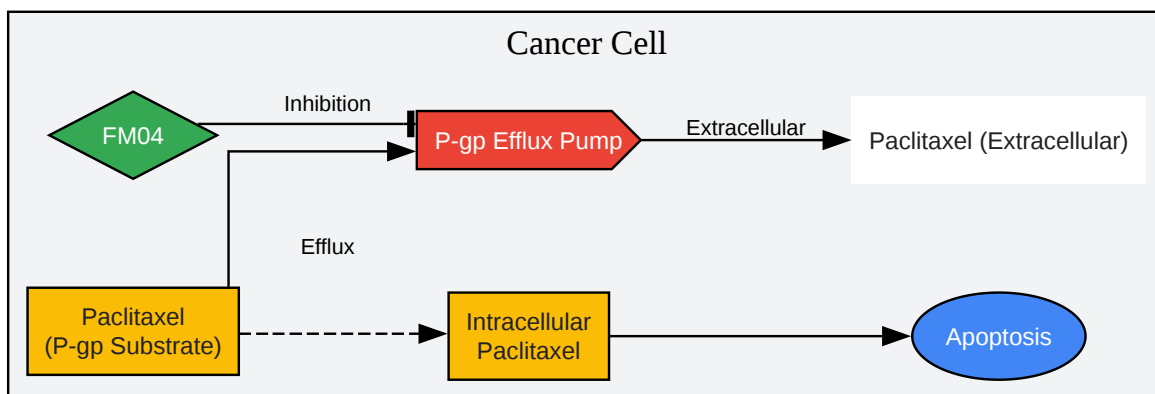 Cancer Cell
Inhibition
FM04
P-gp Efflux Pump
Extracellular
Paclitaxel (Extracellular)
Efflux
Paclitaxel
(P-gp Substrate)
Intracellular
Paclitaxel
Apoptosis